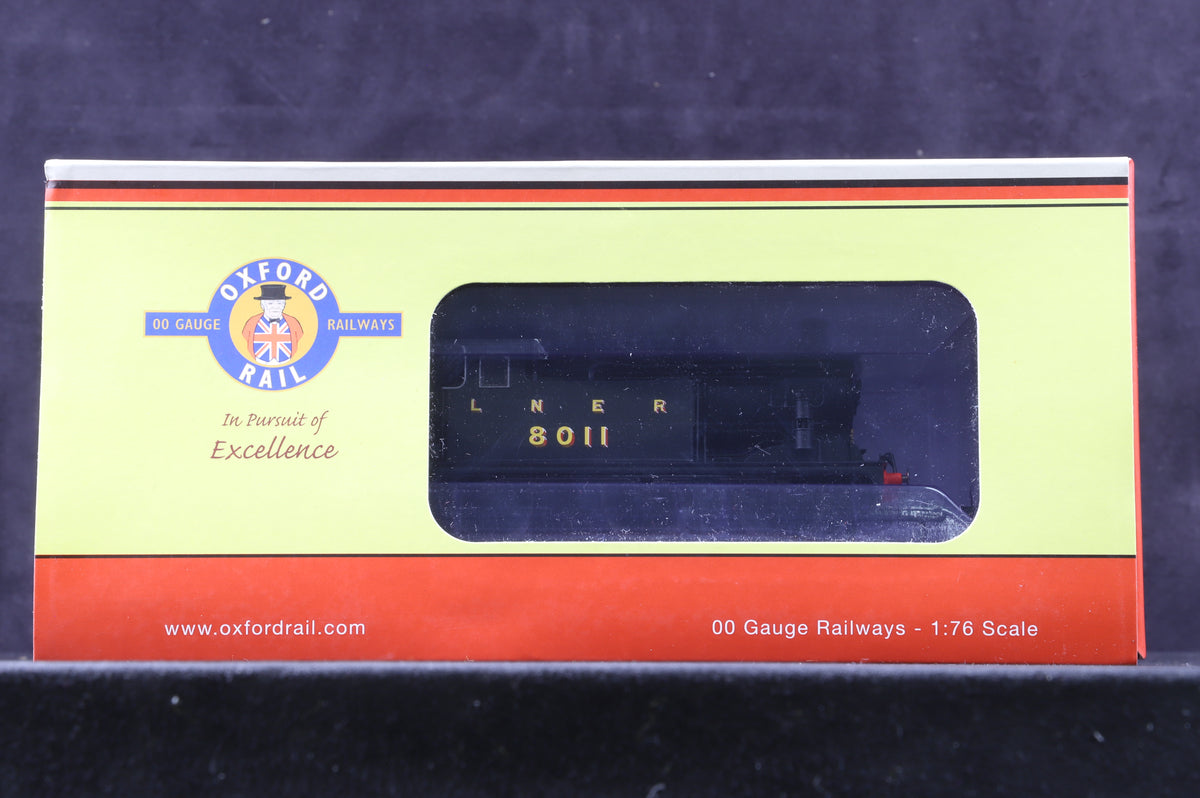 OXFORD
00 GAUGE RAILWAYS
RAIL
In Pursuit of
Excellence
L N E R
8011
www.oxfordrail.com
00 Gauge Railways - 1:76 Scale